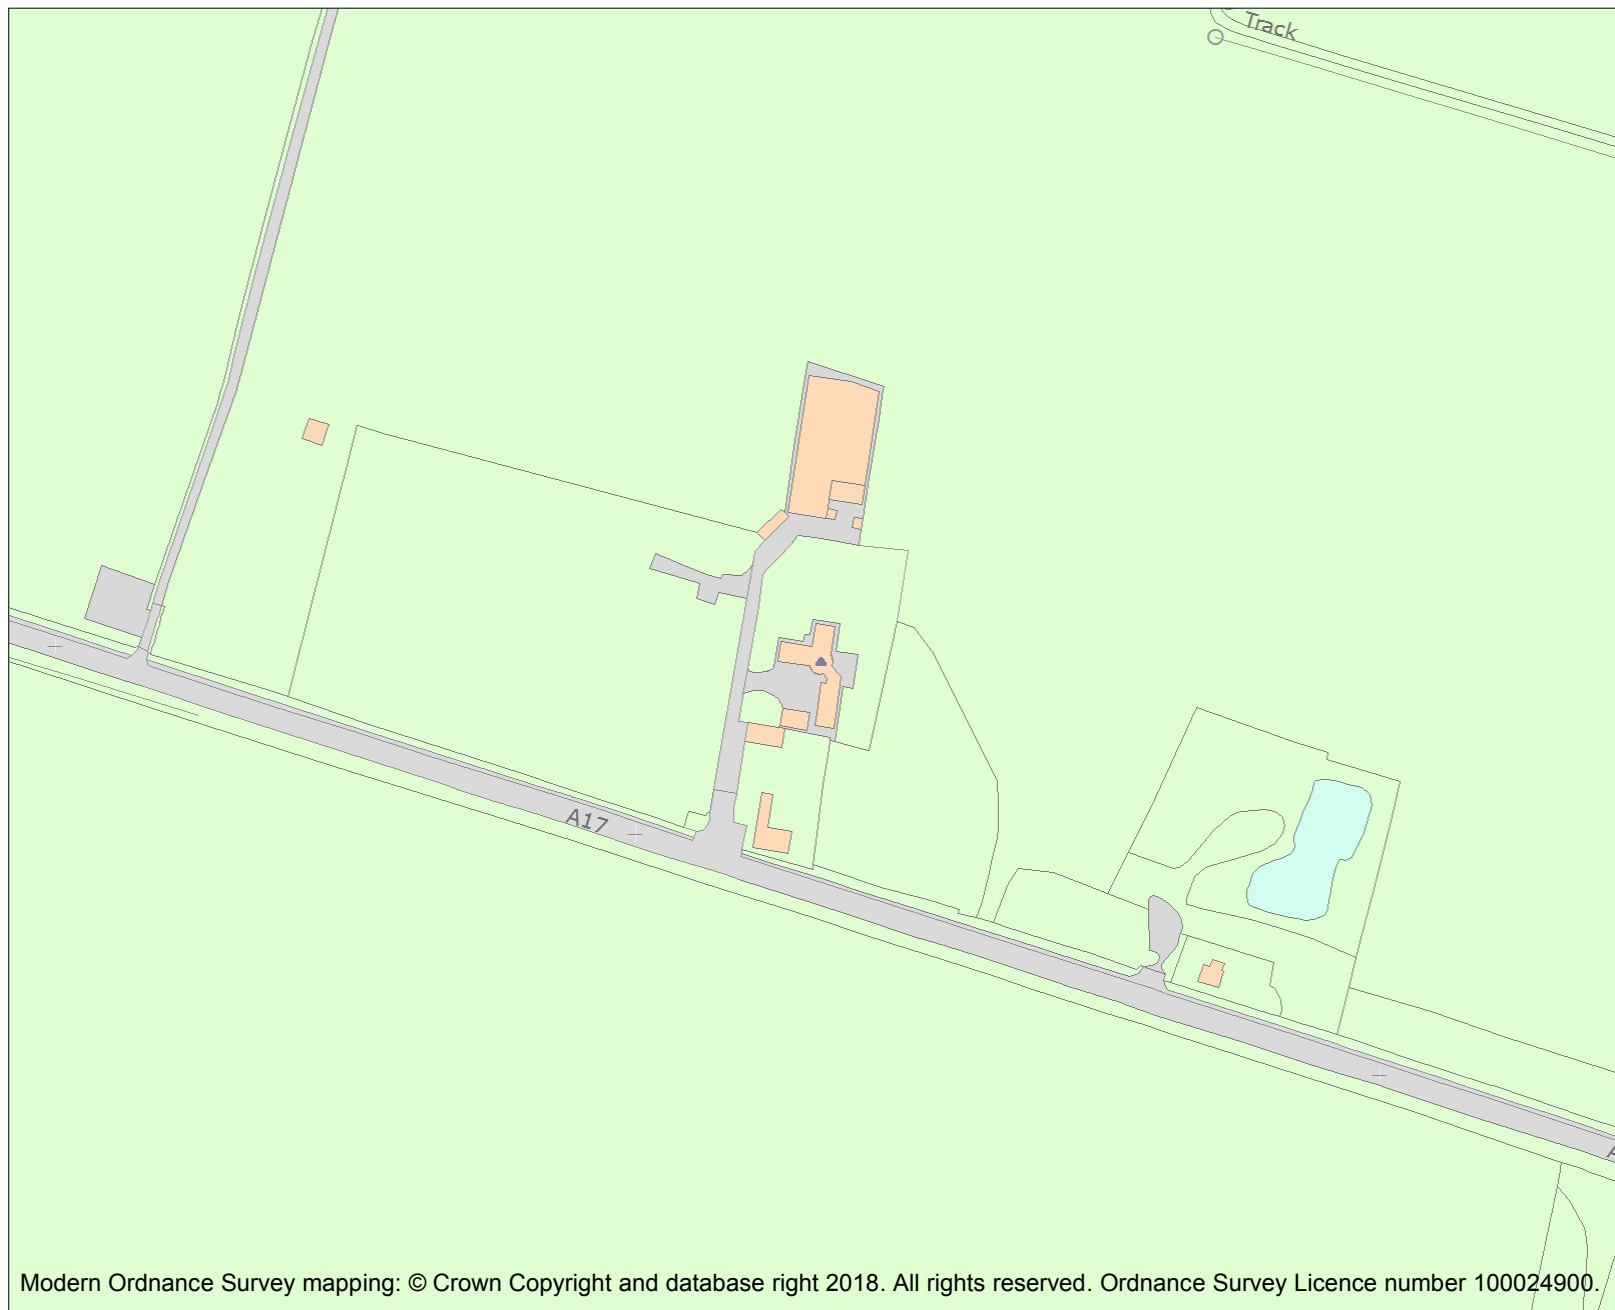 Track
A17
Modern Ordnance Survey mapping: © Crown Copyright and database right 2018. All rights reserved. Ordnance Survey Licence number 100024900.